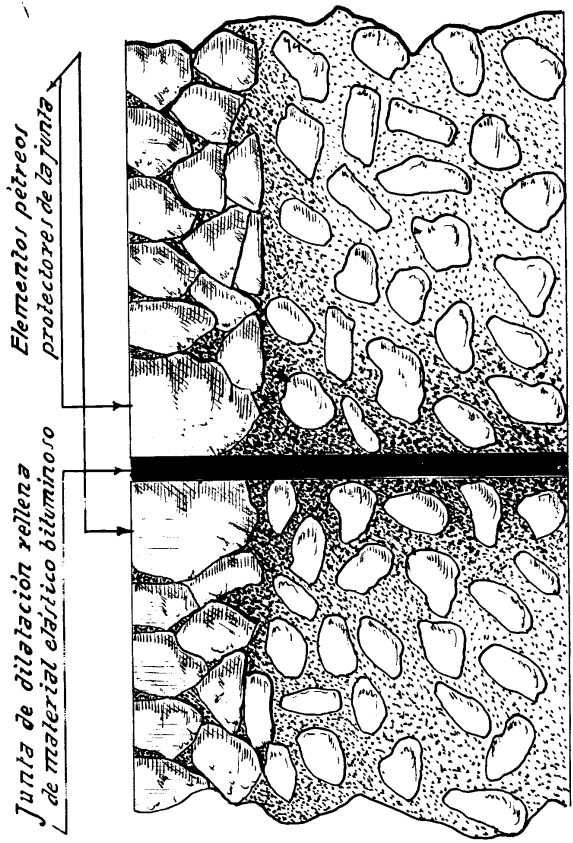 Junta de dilatación rellena
de material elástico bituminoso
Elementos pétreos
protectores de la junta